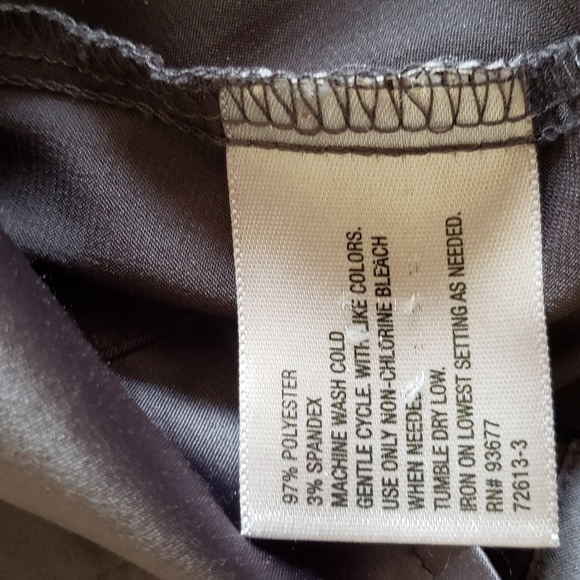 97% POLYESTER
3% SPANDEX
MACHINE WASH COLD
GENTLE CYCLE. WITH LIKE COLORS.
USE ONLY NON-CHLORINE BLEACH
WHEN NEEDED.
TUMBLE DRY LOW.
IRON ON LOWEST SETTING AS NEEDED.
RN# 93677
72613-3